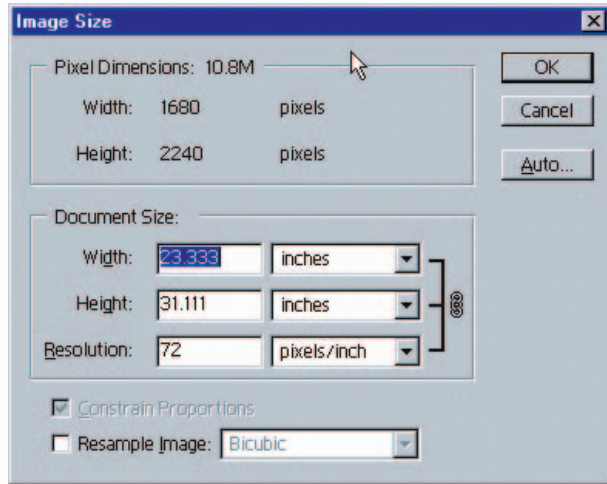 Image Size
Pixel Dimensions: 10.8M
OK
Width: 1680 pixels
Cancel
Height: 2240 pixels
Auto...
Document Size:
Width: 23.333 inches
Height: 31.111 inches
Resolution: 72 pixels/inch
Constrain Proportions
Resample Image: Bicubic